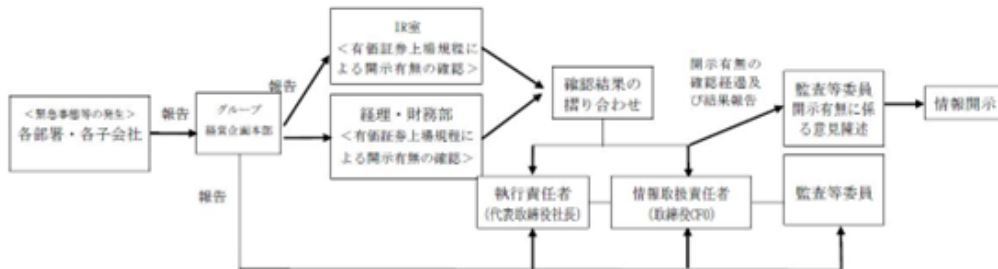 IR室
<有価証券上場規程に
よる開示有無の確認>
報告
経理・財務部
<有価証券上場規程に
よる開示有無の確認>
<緊急事態等の発生>
各部署・各子会社
報告
グループ
経営企画本部
報告
確認結果の
摺り合わせ
開示有無の
確認経過及
び結果報告
監査等委員
開示有無に係
る意見陳述
情報開示
執行責任者
(代表取締役社長)
情報取扱責任者
(取締役CFO)
監査等委員